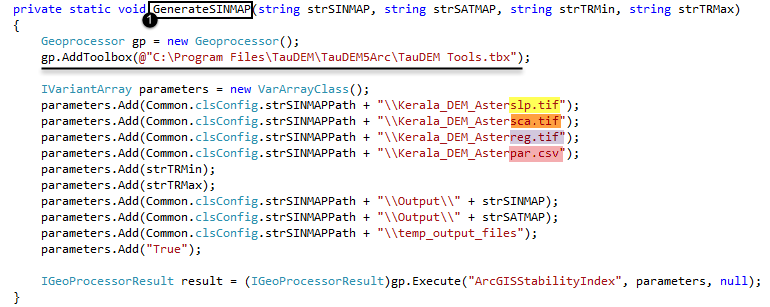 private static void GenerateSINMAP(string strSINMAP, string strSATMAP, string strTRMin, string strTRMax)
1
{
Geoprocessor gp = new Geoprocessor();
gp.AddToolbox(@"C:\Program Files\TauDEM\TauDEM5Arc\TauDEM Tools.tbx");
IVariantArray parameters = new VarArrayClass();
parameters.Add(Common.clsConfig.strSINMAPPath + "\\Kerala_DEM_Asterslp.tif");
parameters.Add(Common.clsConfig.strSINMAPPath + "\\Kerala_DEM_Astersca.tif");
parameters.Add(Common.clsConfig.strSINMAPPath + "\\Kerala_DEM_Asterreg.tif");
parameters.Add(Common.clsConfig.strSINMAPPath + "\\Kerala_DEM_Asterpar.csv");
parameters.Add(strTRMin);
parameters.Add(strTRMax);
parameters.Add(Common.clsConfig.strSINMAPPath + "\\Output\\" + strSINMAP);
parameters.Add(Common.clsConfig.strSINMAPPath + "\\Output\\" + strSATMAP);
parameters.Add(Common.clsConfig.strSINMAPPath + "\\temp_output_files");
parameters.Add("True");
IGeoProcessorResult result = (IGeoProcessorResult)gp.Execute("ArcGISStabilityIndex", parameters, null);
}